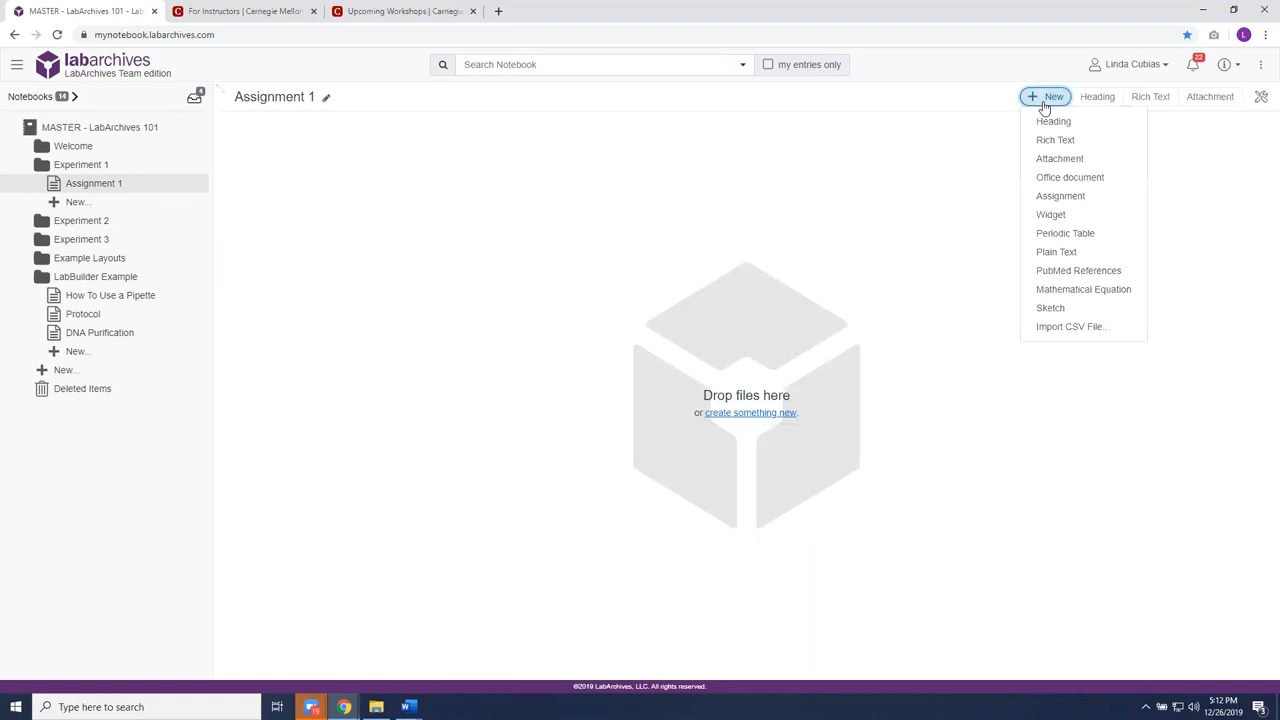 MASTER - LabArchives 101 - Lab
For Instructors | Carnegie Mellon
Upcoming Workshops | Carnegie
mynotebook.labarchives.com
labarchives
LabArchives Team edition
Search Notebook
my entries only
Linda Cubias
22
Notebooks 14
4
Assignment 1
New
Heading
Rich Text
Attachment
MASTER - LabArchives 101
Welcome
Experiment 1
Assignment 1
New...
Experiment 2
Experiment 3
Example Layouts
LabBuilder Example
How To Use a Pipette
Protocol
DNA Purification
New...
New...
Deleted Items
Heading
Rich Text
Attachment
Office document
Assignment
Widget
Periodic Table
Plain Text
PubMed References
Mathematical Equation
Sketch
Import CSV File...
Drop files here
or create something new.
©2019 LabArchives, LLC. All rights reserved.
Type here to search
19
5:12 PM
12/26/2019
3